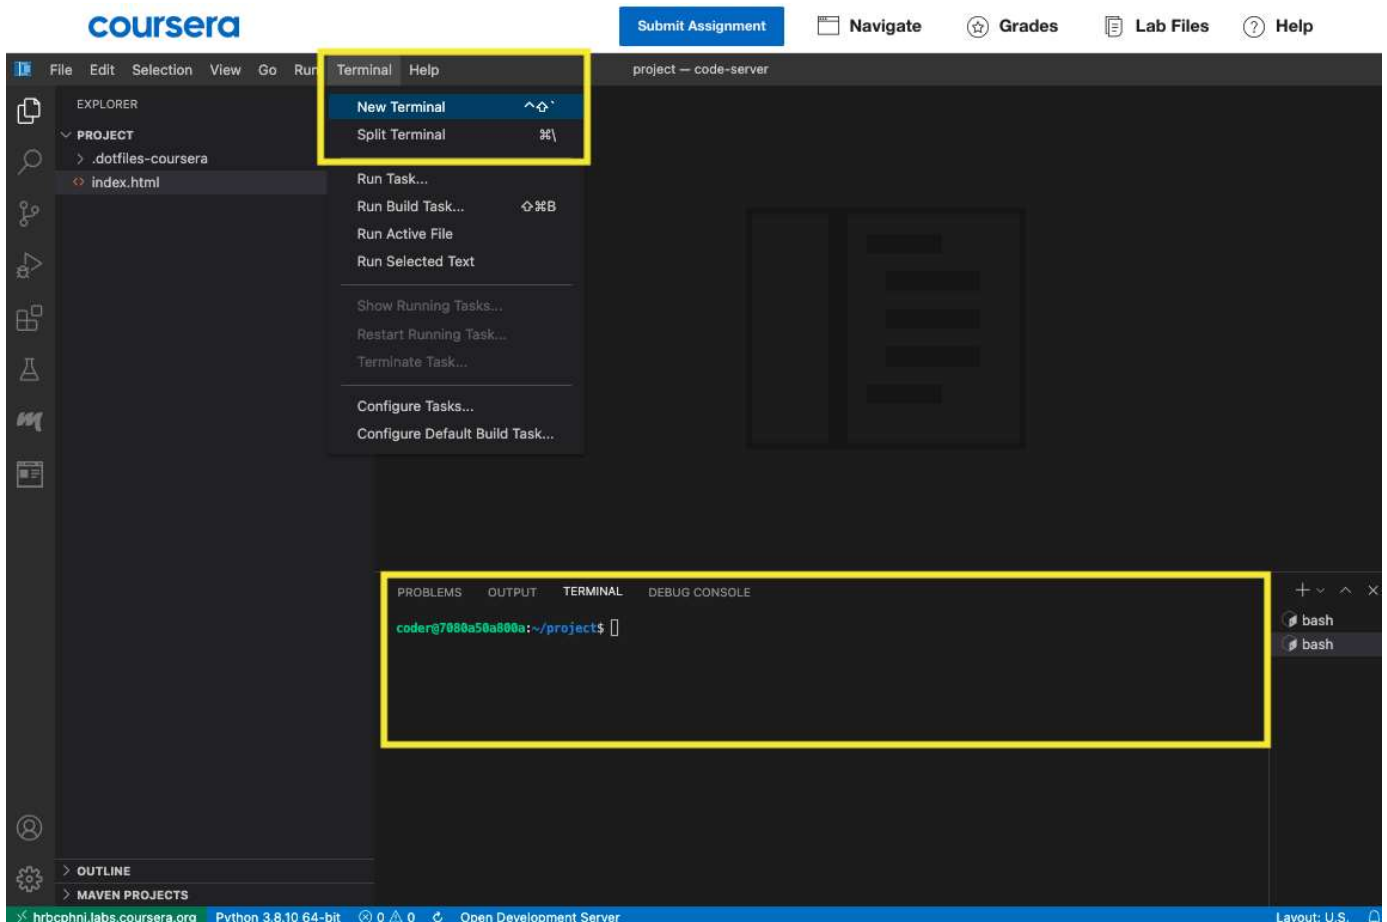 coursera
Submit Assignment
Navigate
Grades
Lab Files
Help
File Edit Selection View Go Run Terminal Help
project — code-server
EXPLORER
PROJECT
.dotfiles-coursera
index.html
New Terminal ^⇧`
Split Terminal ⌘\
Run Task...
Run Build Task... ⇧⌘B
Run Active File
Run Selected Text
Show Running Tasks...
Restart Running Task...
Terminate Task...
Configure Tasks...
Configure Default Build Task...
PROBLEMS OUTPUT TERMINAL DEBUG CONSOLE
coder@7080a50a800a:~/project$
bash
bash
OUTLINE
MAVEN PROJECTS
hrbcphnj.labs.coursera.org Python 3.8.10 64-bit 0 0 Open Development Server Layout: U.S.